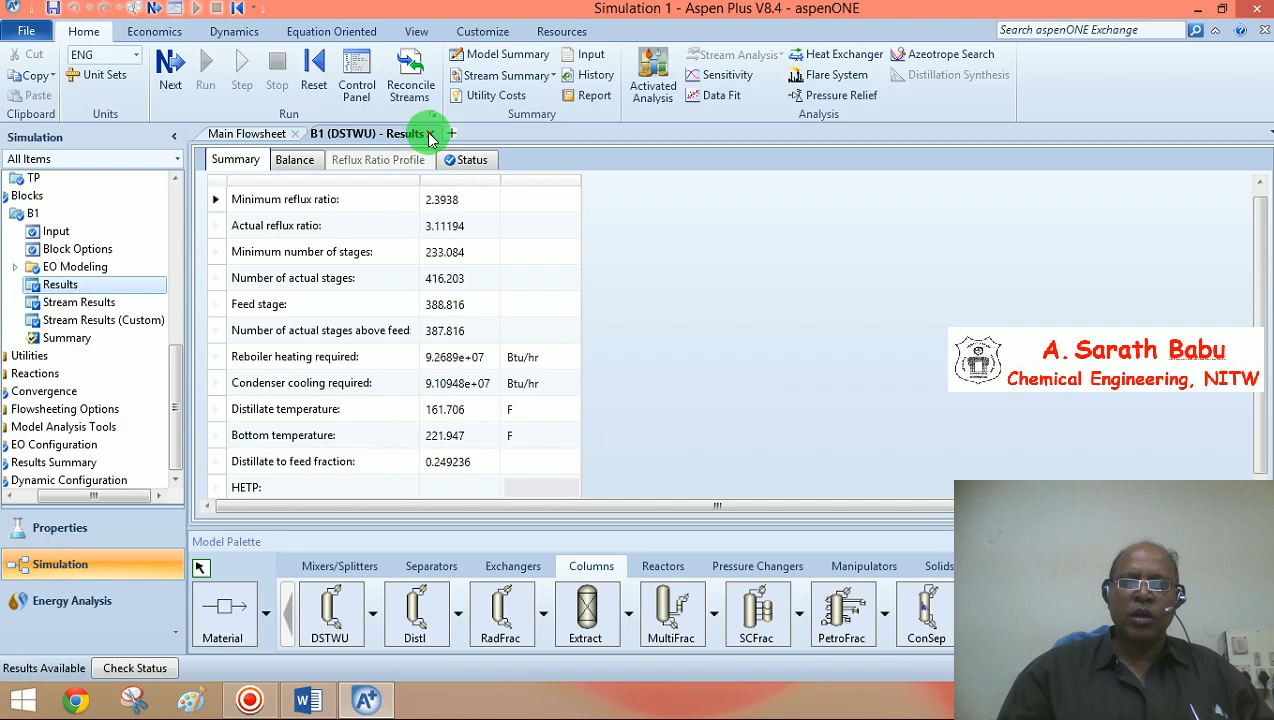 Simulation 1 - Aspen Plus V8.4 - aspenONE
File
Home
Economics
Dynamics
Equation Oriented
View
Customize
Resources
Search aspenONE Exchange
Cut
Copy
Paste
Clipboard
ENG
Unit Sets
Units
Next
Run
Step
Stop
Reset
Control Panel
Reconcile Streams
Run
Model Summary
Stream Summary
Utility Costs
Input
History
Report
Summary
Activated Analysis
Stream Analysis
Sensitivity
Data Fit
Heat Exchanger
Flare System
Pressure Relief
Azeotrope Search
Distillation Synthesis
Analysis
Simulation
All Items
TP
Blocks
B1
Input
Block Options
EO Modeling
Results
Stream Results
Stream Results (Custom)
Summary
Utilities
Reactions
Convergence
Flowsheeting Options
Model Analysis Tools
EO Configuration
Results Summary
Dynamic Configuration
Properties
Simulation
Energy Analysis
Main Flowsheet
B1 (DSTWU) - Results
Summary
Balance
Reflux Ratio Profile
Status
Minimum reflux ratio: 2.3938
Actual reflux ratio: 3.11194
Minimum number of stages: 233.084
Number of actual stages: 416.203
Feed stage: 388.816
Number of actual stages above feed: 387.816
Reboiler heating required: 9.2689e+07 Btu/hr
Condenser cooling required: 9.10948e+07 Btu/hr
Distillate temperature: 161.706 F
Bottom temperature: 221.947 F
Distillate to feed fraction: 0.249236
HETP:
A. Sarath Babu
Chemical Engineering, NITW
Model Palette
Mixers/Splitters
Separators
Exchangers
Columns
Reactors
Pressure Changers
Manipulators
Solids
Material
DSTWU
Distl
RadFrac
Extract
MultiFrac
SCFrac
PetroFrac
ConSep
Results Available
Check Status